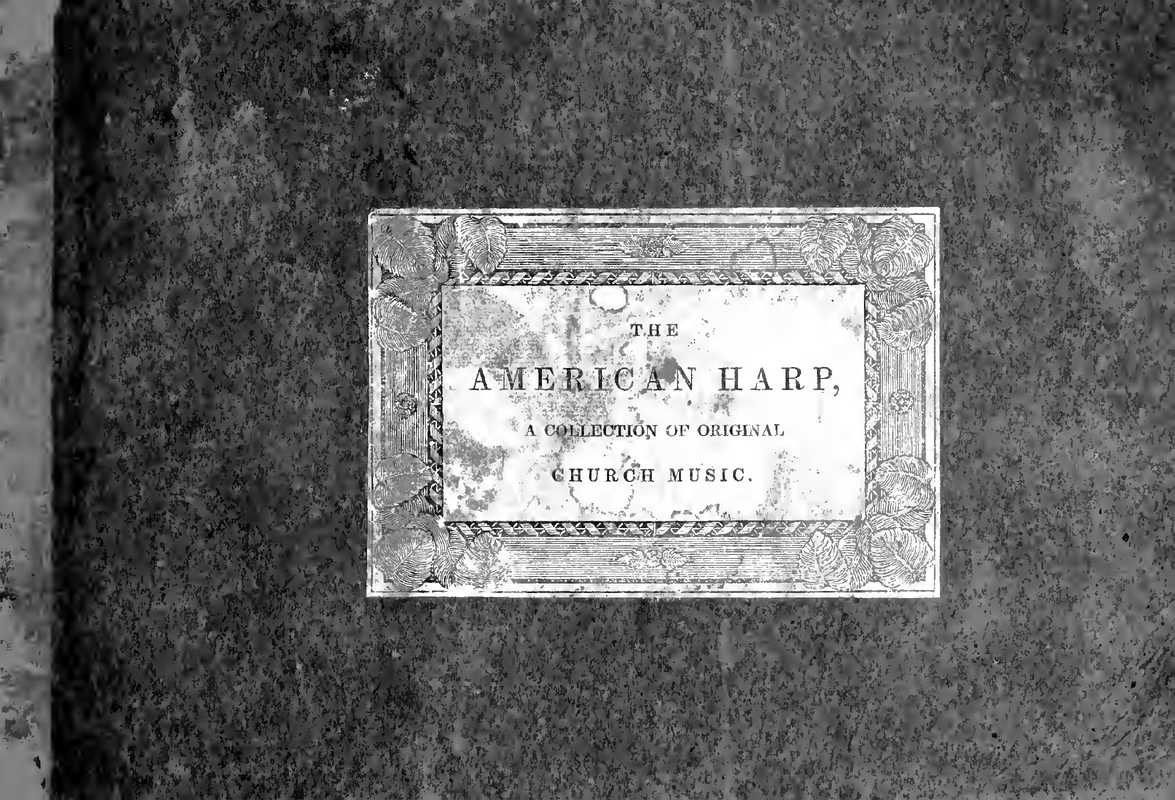 THE
AMERICAN HARP,
A COLLECTION OF ORIGINAL
CHURCH MUSIC.